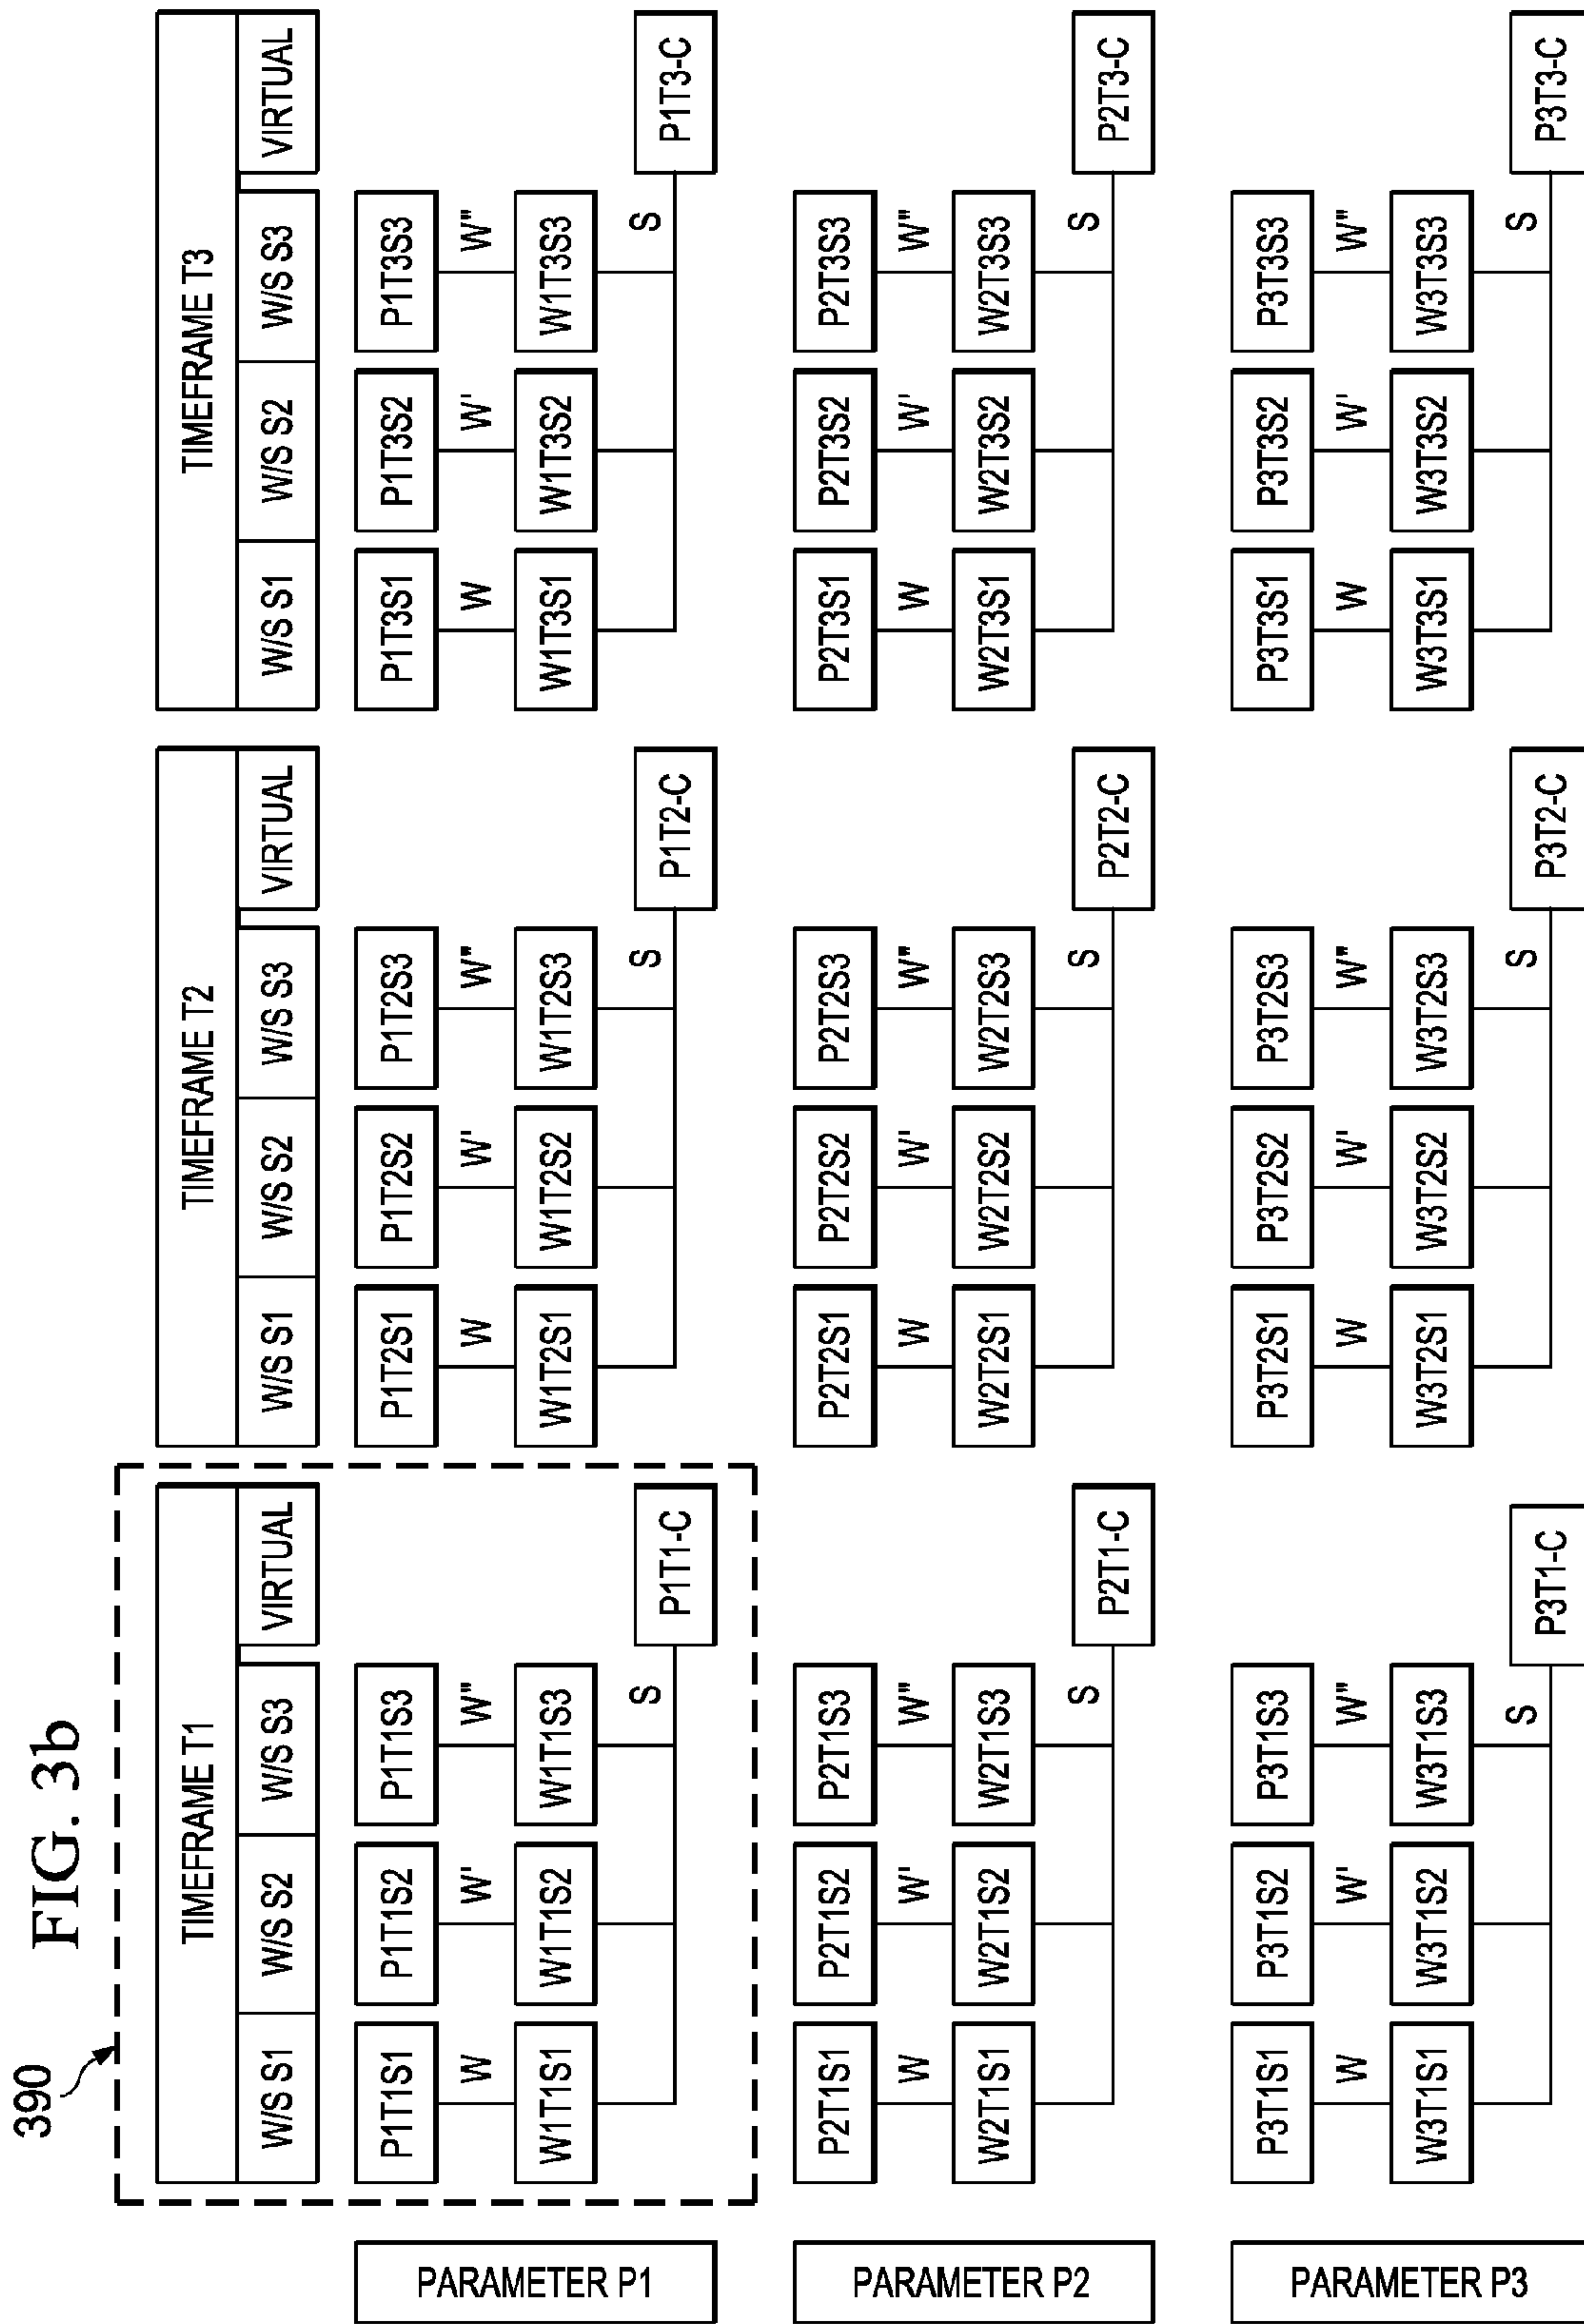 FIG. 3b
390
TIMEFRAME T1 TIMEFRAME T2 TIMEFRAME T3
W/S S1 W/S S2 W/S S3 VIRTUAL W/S S1 W/S S2 W/S S3 VIRTUAL W/S S1 W/S S2 W/S S3 VIRTUAL
PARAMETER P1
P1T1S1 P1T1S2 P1T1S3 P1T2S1 P1T2S2 P1T2S3 P1T3S1 P1T3S2 P1T3S3
W W' W" W W' W" W W' W"
W1T1S1 W1T1S2 W1T1S3 W1T2S1 W1T2S2 W1T2S3 W1T3S1 W1T3S2 W1T3S3
S S S
P1T1-C P1T2-C P1T3-C
PARAMETER P2
P2T1S1 P2T1S2 P2T1S3 P2T2S1 P2T2S2 P2T2S3 P2T3S1 P2T3S2 P2T3S3
W W' W" W W' W" W W' W"
W2T1S1 W2T1S2 W2T1S3 W2T2S1 W2T2S2 W2T2S3 W2T3S1 W2T3S2 W2T3S3
S S S
P2T1-C P2T2-C P2T3-C
PARAMETER P3
P3T1S1 P3T1S2 P3T1S3 P3T2S1 P3T2S2 P3T2S3 P3T3S1 P3T3S2 P3T3S3
W W' W" W W' W" W W' W"
W3T1S1 W3T1S2 W3T1S3 W3T2S1 W3T2S2 W3T2S3 W3T3S1 W3T3S2 W3T3S3
S S S
P3T1-C P3T2-C P3T3-C